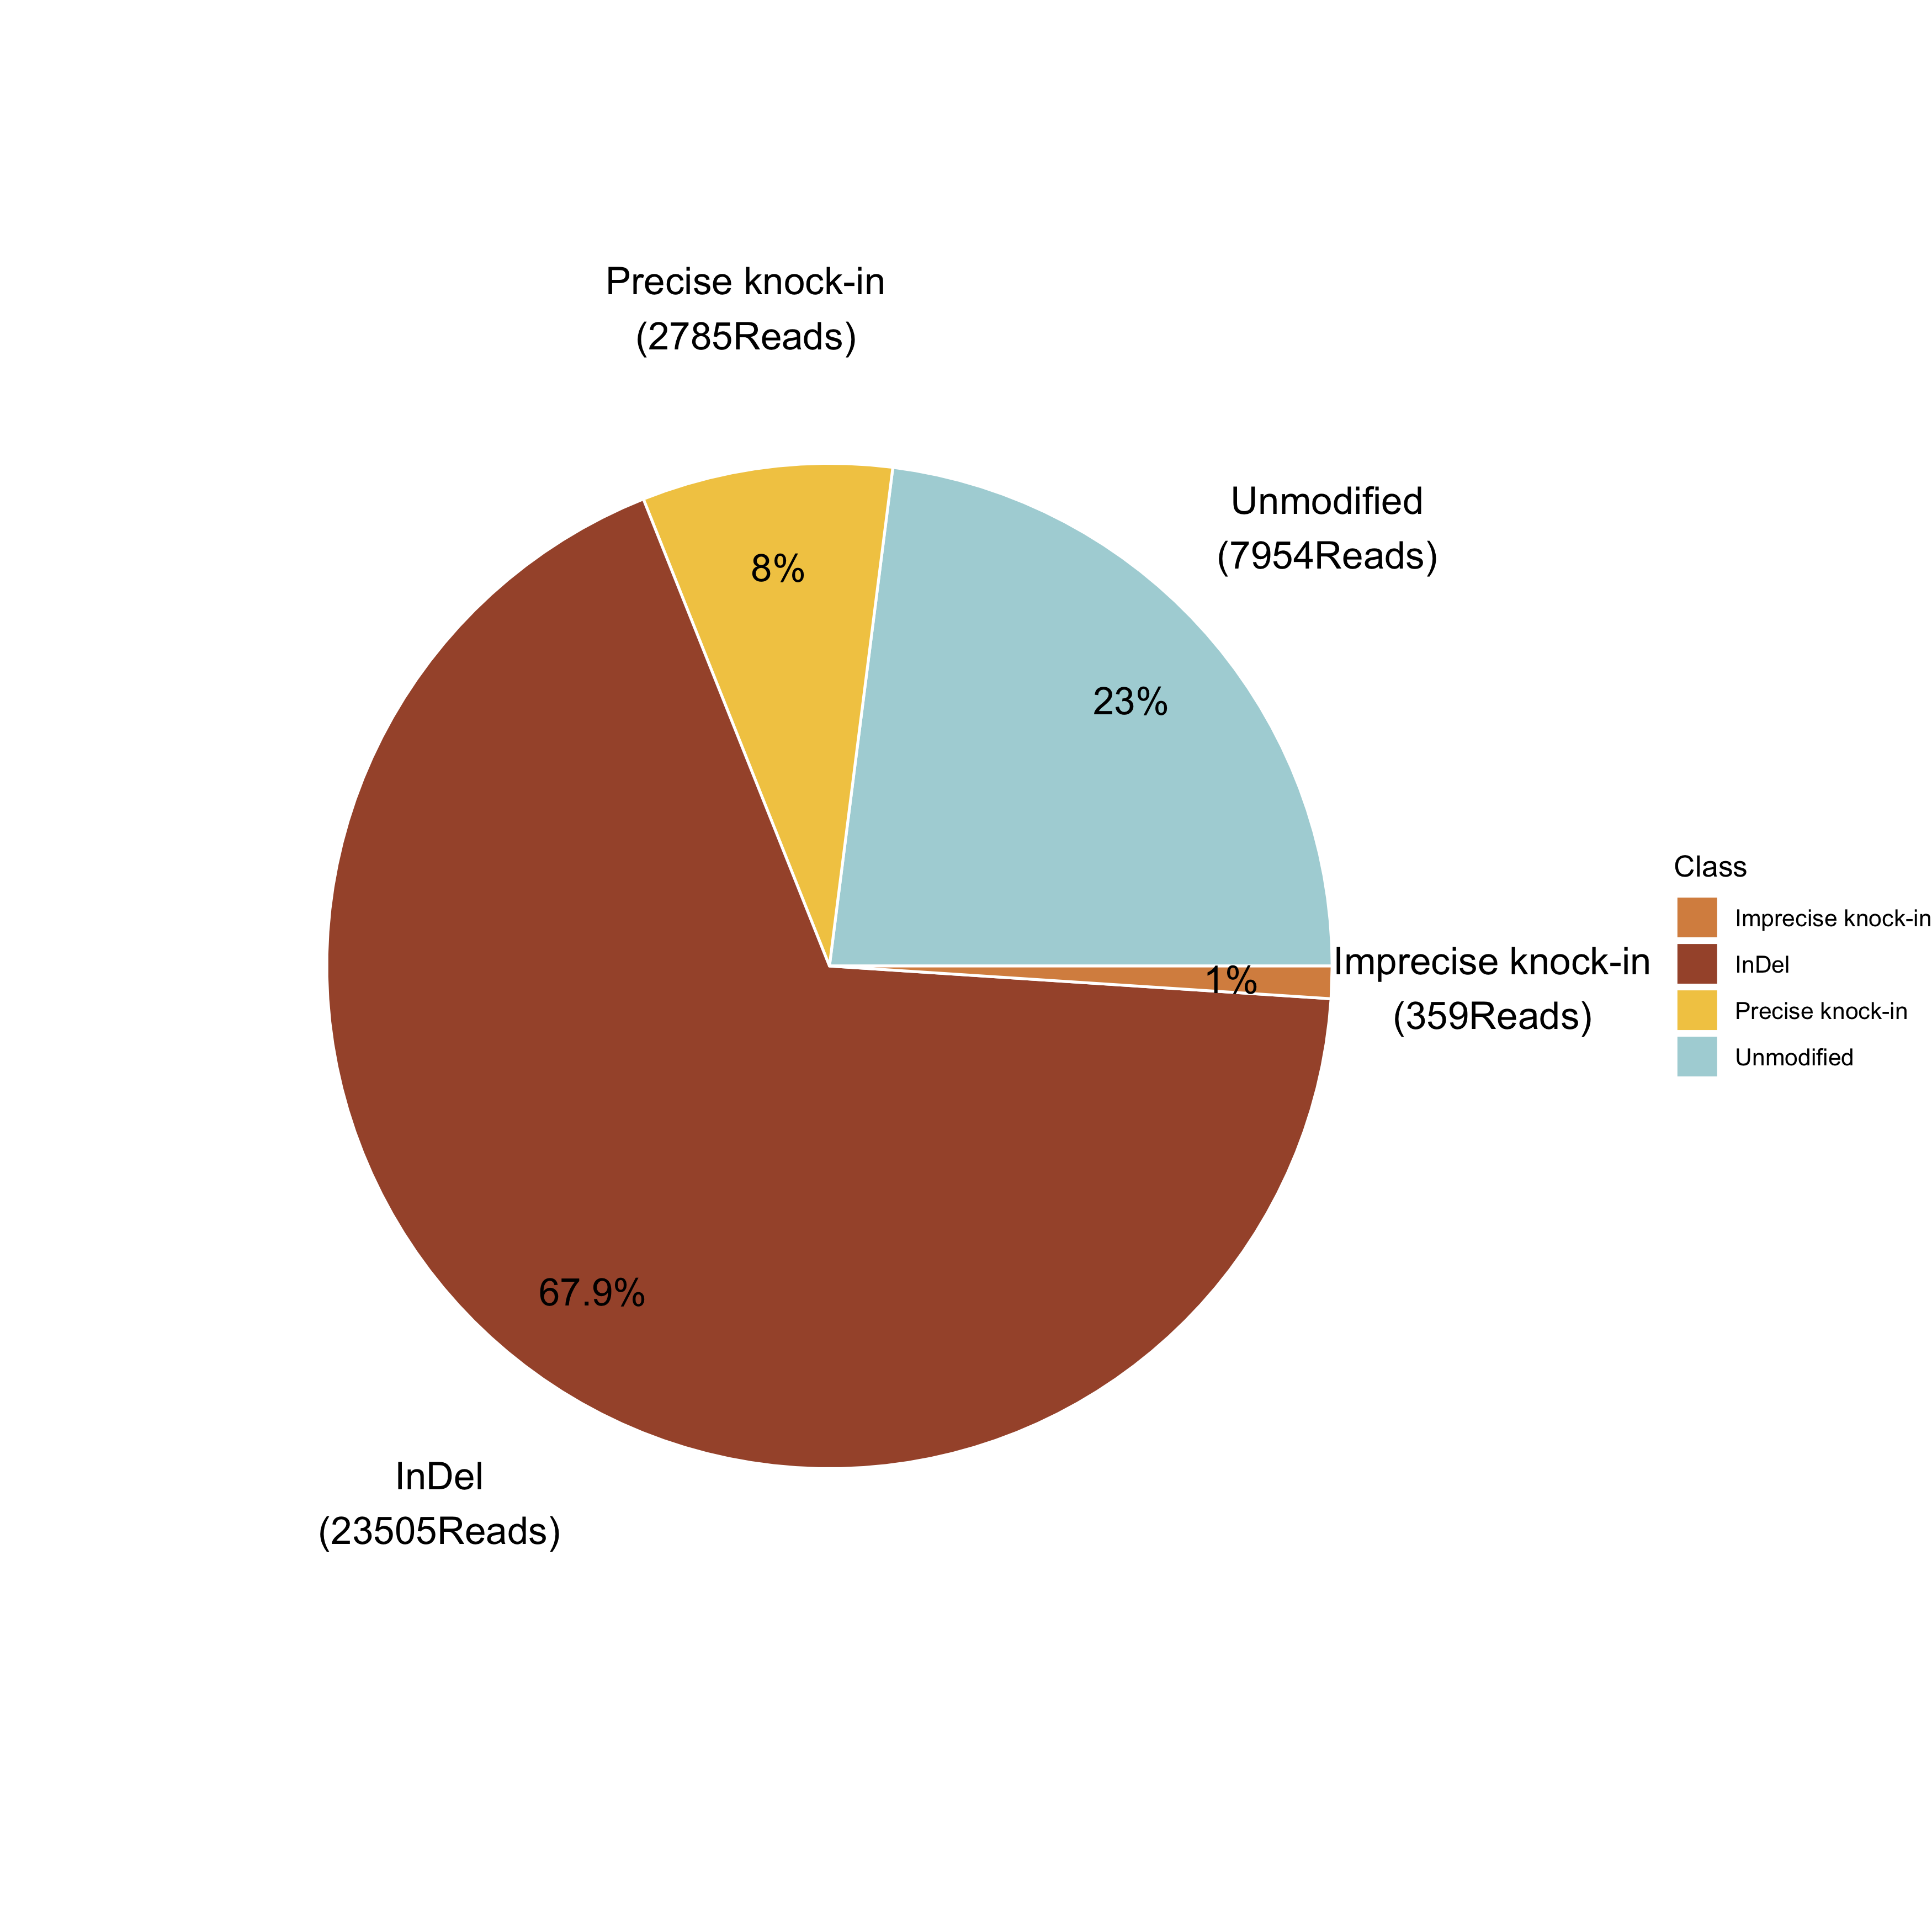 Precise knock-in
(2785Reads)
Unmodified
(7954Reads)
8%
23%
Imprecise knock-in
(359Reads)
1%
67.9%
InDel
(23505Reads)
Class
Imprecise knock-in
InDel
Precise knock-in
Unmodified